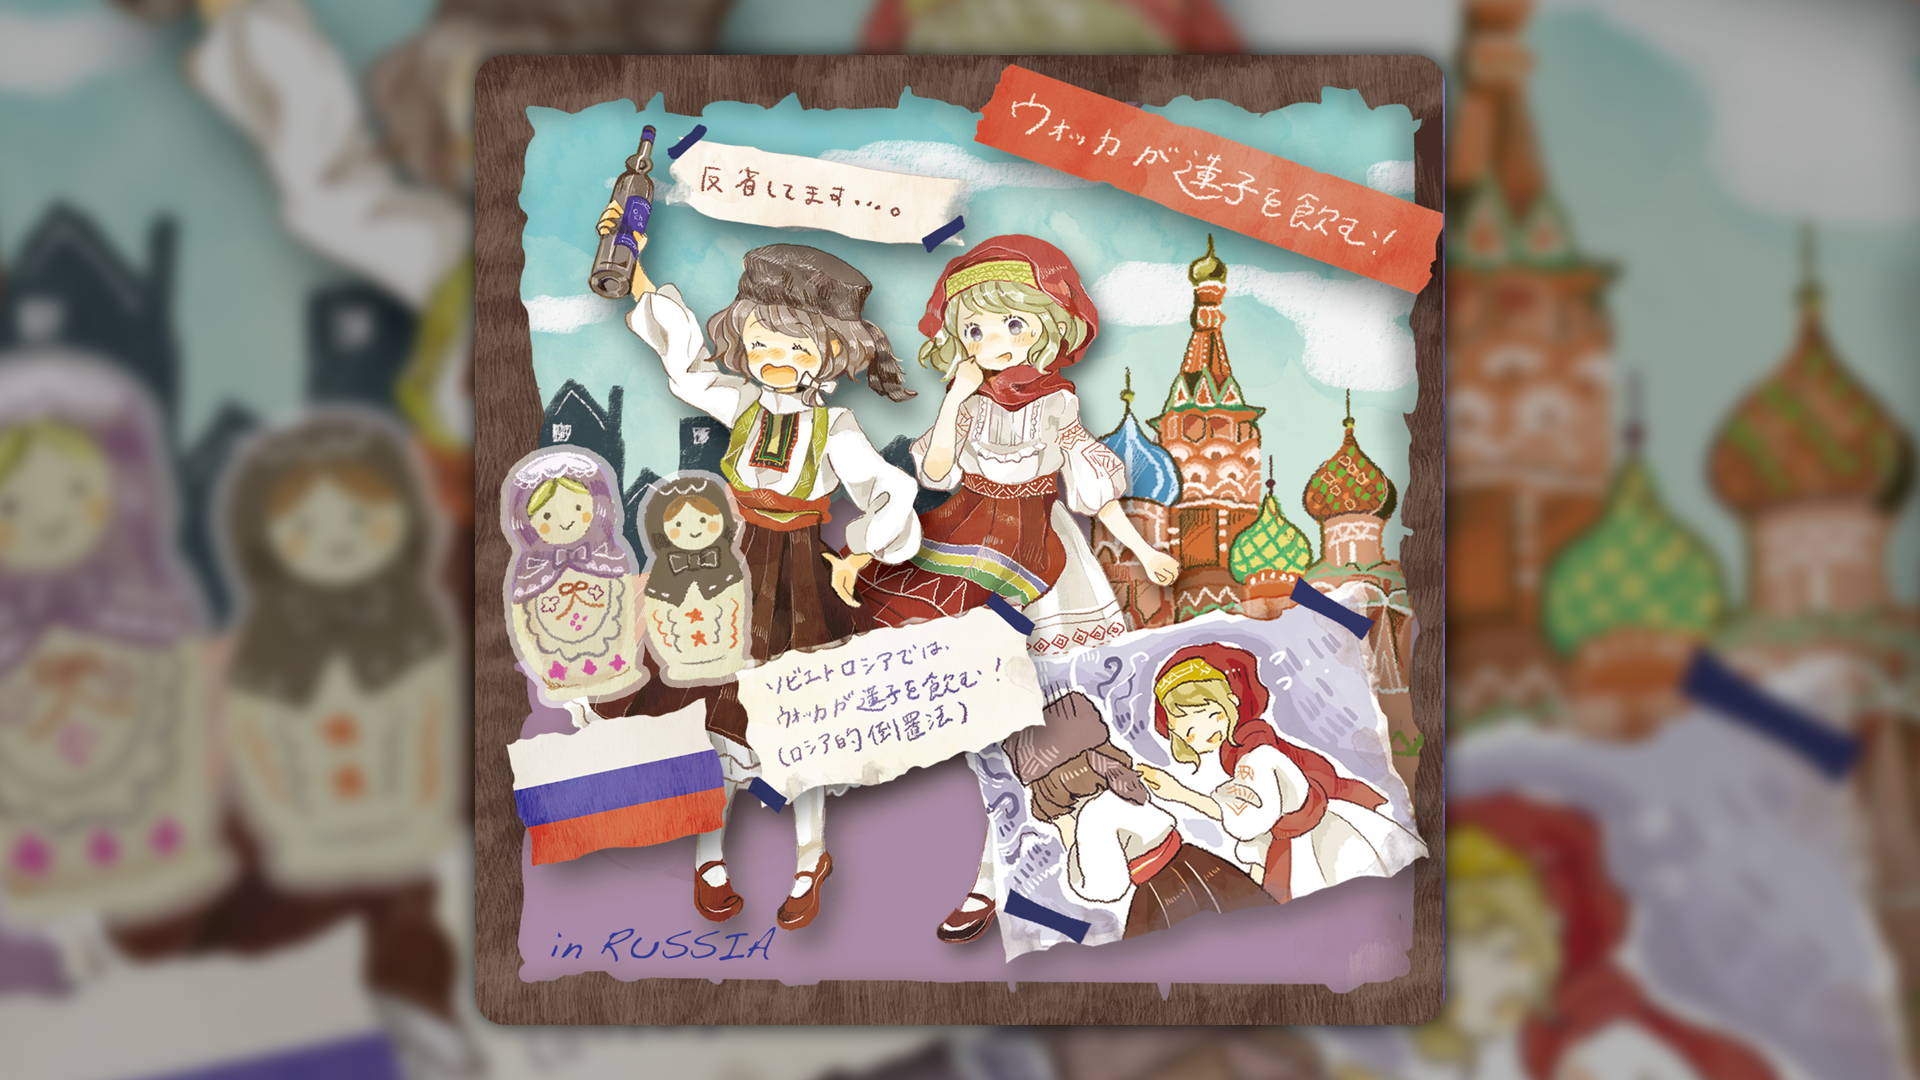 ウォッカが蓮子を飲む!
反省してます...。
ocha
ソビエトロシアでは、
ウォッカが蓮子を飲む!
(ロシア的倒置法)
in RUSSIA